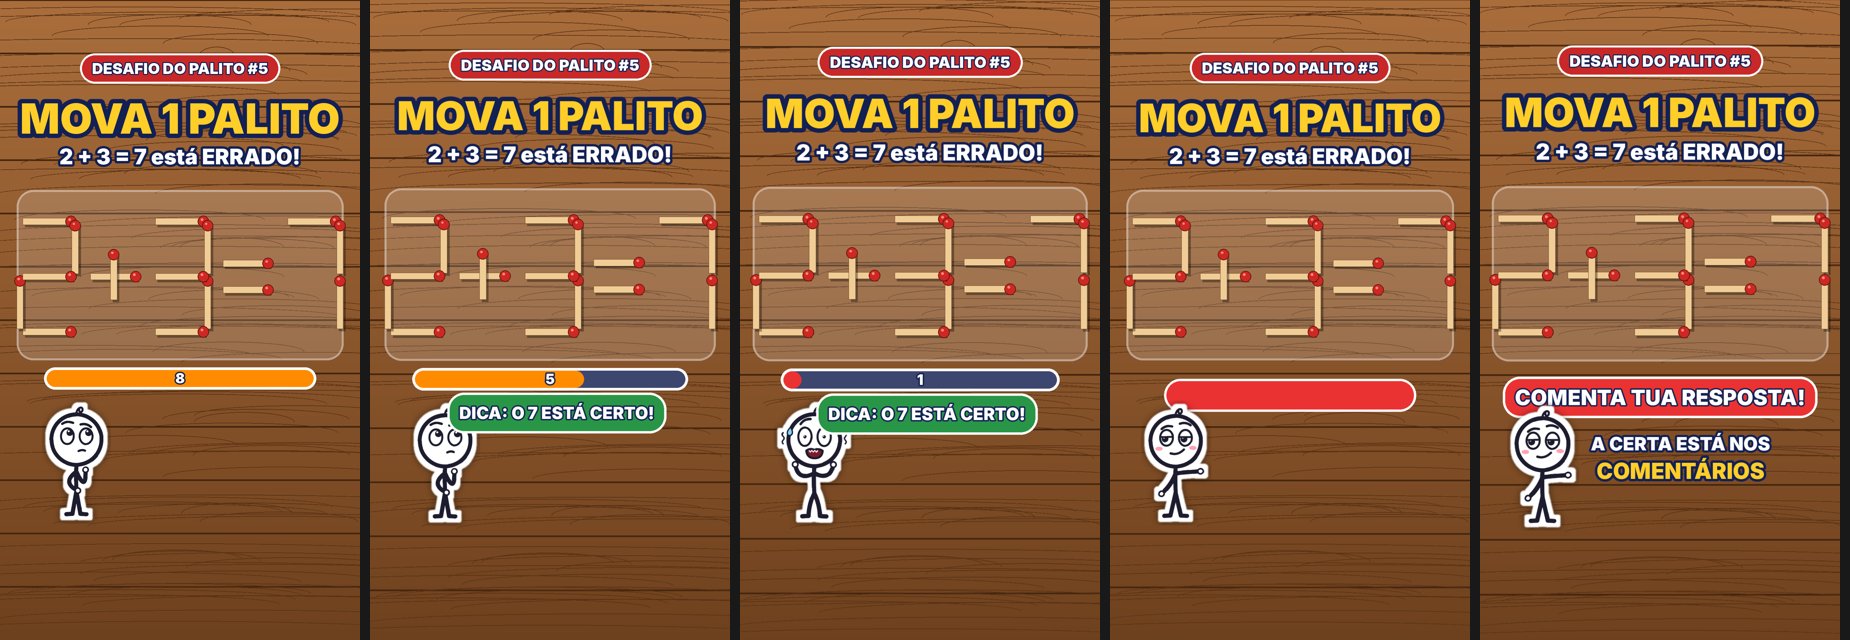 DESAFIO DO PALITO #5
MOVA 1 PALITO
2 + 3 = 7 está ERRADO!
8
DESAFIO DO PALITO #5
MOVA 1 PALITO
2 + 3 = 7 está ERRADO!
5
DICA: O 7 ESTÁ CERTO!
DESAFIO DO PALITO #5
MOVA 1 PALITO
2 + 3 = 7 está ERRADO!
1
DICA: O 7 ESTÁ CERTO!
DESAFIO DO PALITO #5
MOVA 1 PALITO
2 + 3 = 7 está ERRADO!
DESAFIO DO PALITO #5
MOVA 1 PALITO
2 + 3 = 7 está ERRADO!
COMENTA TUA RESPOSTA!
A CERTA ESTÁ NOS
COMENTÁRIOS